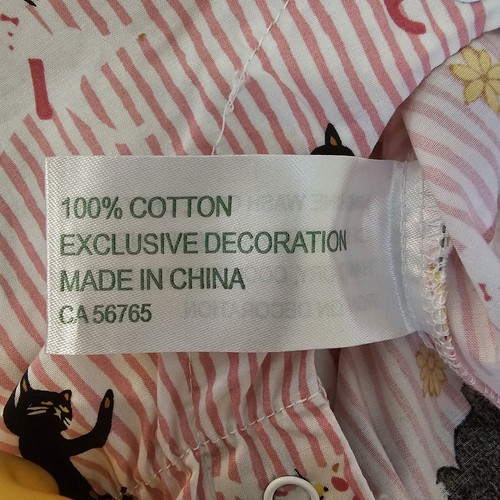 100% COTTON
EXCLUSIVE DECORATION
MADE IN CHINA
CA 56765